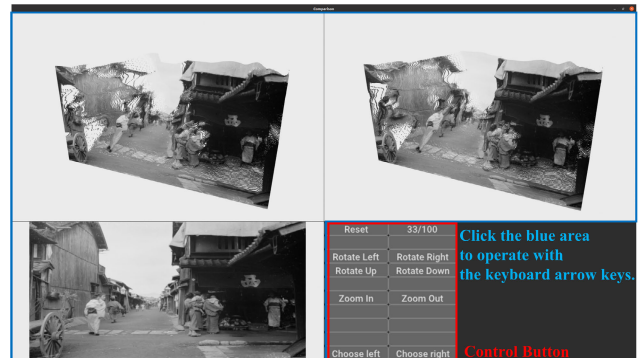 Comparison
Reset 33/100
Rotate Left Rotate Right
Rotate Up Rotate Down
Zoom In Zoom Out
Choose left Choose right
Click the blue area
to operate with
the keyboard arrow keys.
Control Button